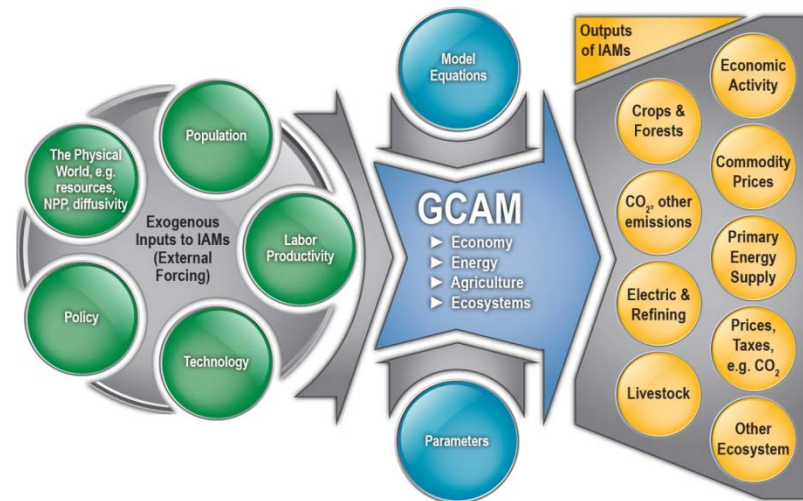 Population
The Physical
World, e.g.
resources,
NPP, diffusivity
Exogenous
Inputs to IAMs
(External
Forcing)
Labor
Productivity
Policy
Technology
Model
Equations
GCAM
► Economy
► Energy
► Agriculture
► Ecosystems
Parameters
Outputs
of IAMs
Economic
Activity
Crops &
Forests
Commodity
Prices
CO₂, other
emissions
Primary
Energy
Supply
Electric &
Refining
Prices,
Taxes,
e.g. CO₂
Livestock
Other
Ecosystem